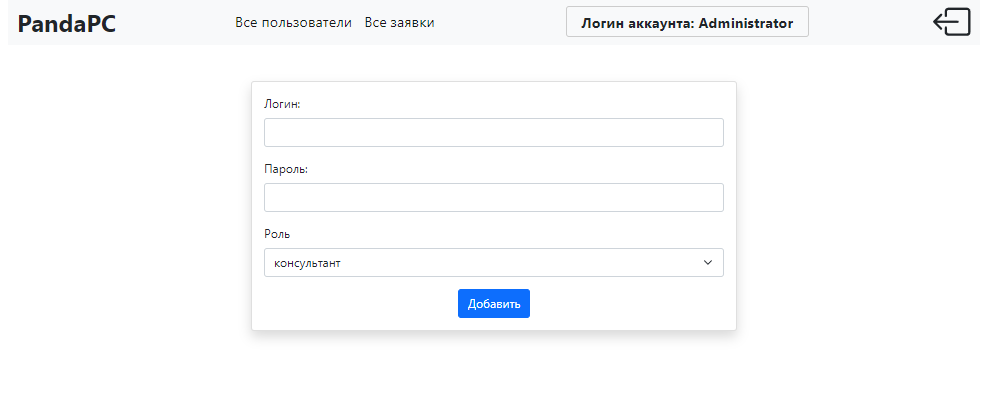 PandaPC Все пользователи Все заявки Логин аккаунта: Administrator
Логин:
Пароль:
Роль
консультант
Добавить